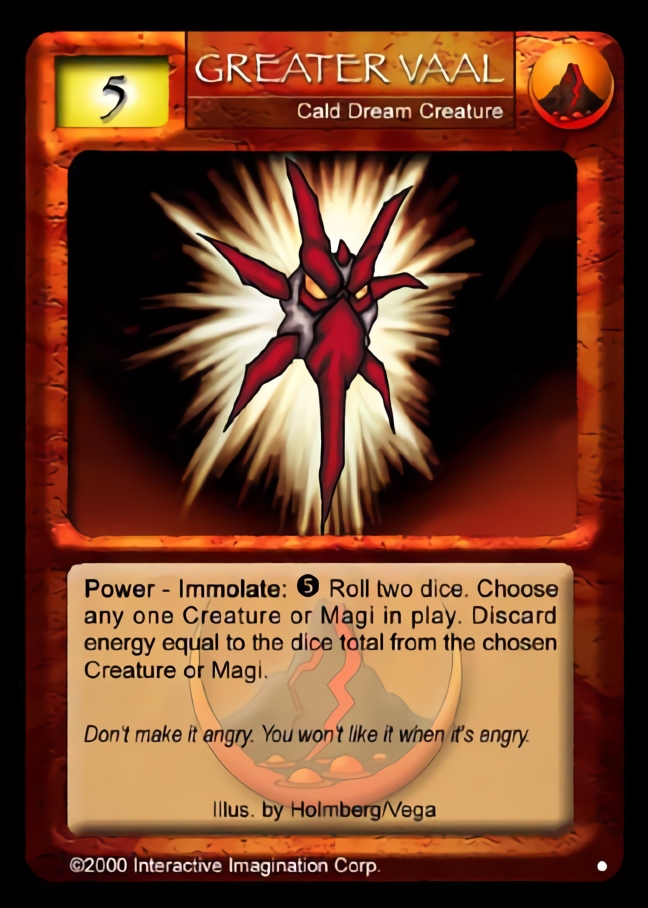 5
GREATER VAAL
Cald Dream Creature
Power - Immolate: ❺ Roll two dice. Choose
any one Creature or Magi in play. Discard
energy equal to the dice total from the chosen
Creature or Magi.
Don't make it angry. You won't like it when it's angry.
Illus. by Holmberg/Vega
©2000 Interactive Imagination Corp.